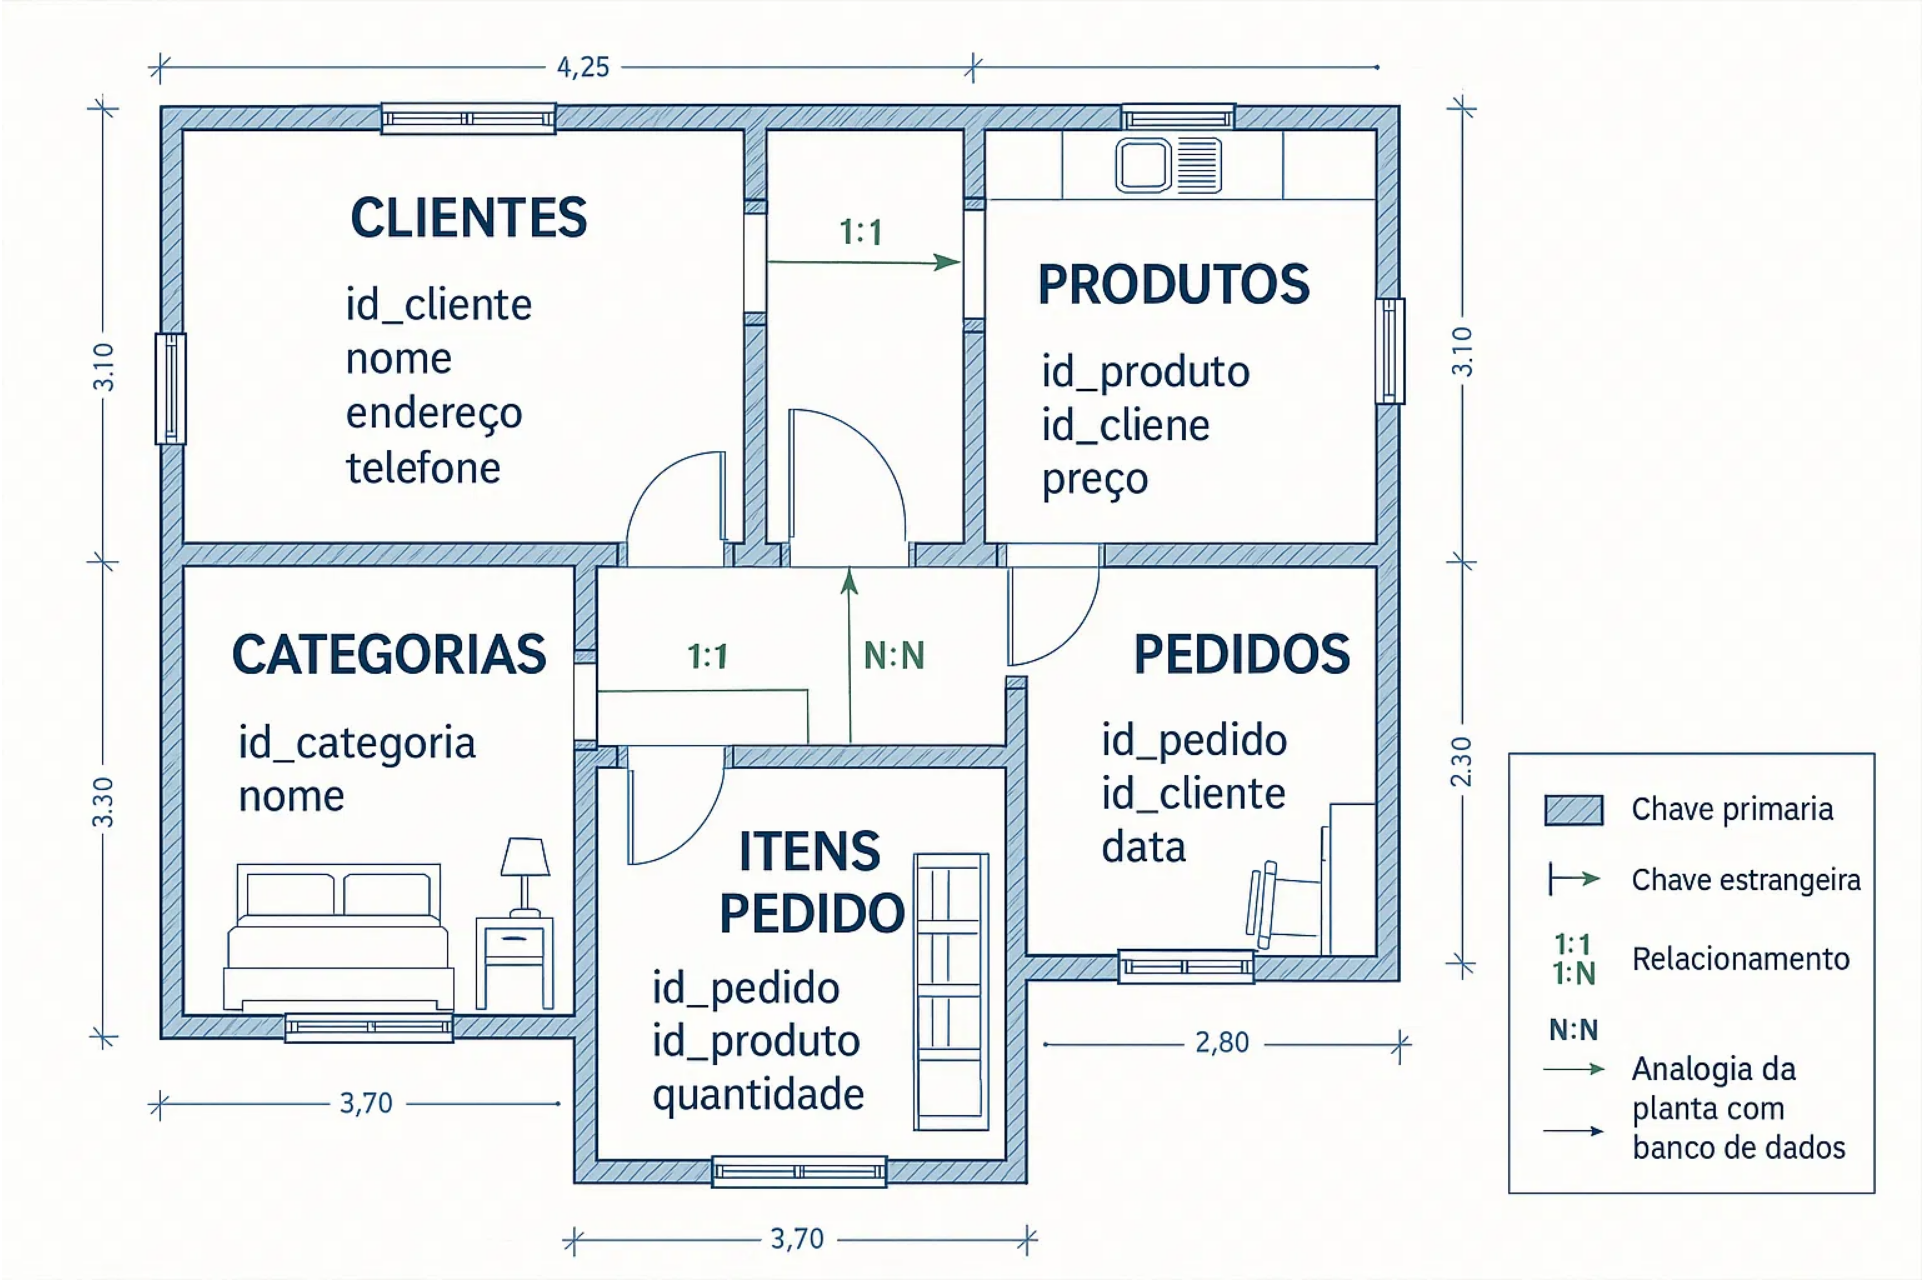 4,25
CLIENTES
id_cliente
nome
endereço
telefone
1:1
PRODUTOS
id_produto
id_cliene
preço
3.10
3.10
CATEGORIAS
id_categoria
nome
1:1
N:N
PEDIDOS
id_pedido
id_cliente
data
3.30
2.30
ITENS
PEDIDO
id_pedido
id_produto
quantidade
3,70
2,80
3,70
Chave primaria
Chave estrangeira
1:1
1:N
Relacionamento
N:N
Analogia da
planta com
banco de dados